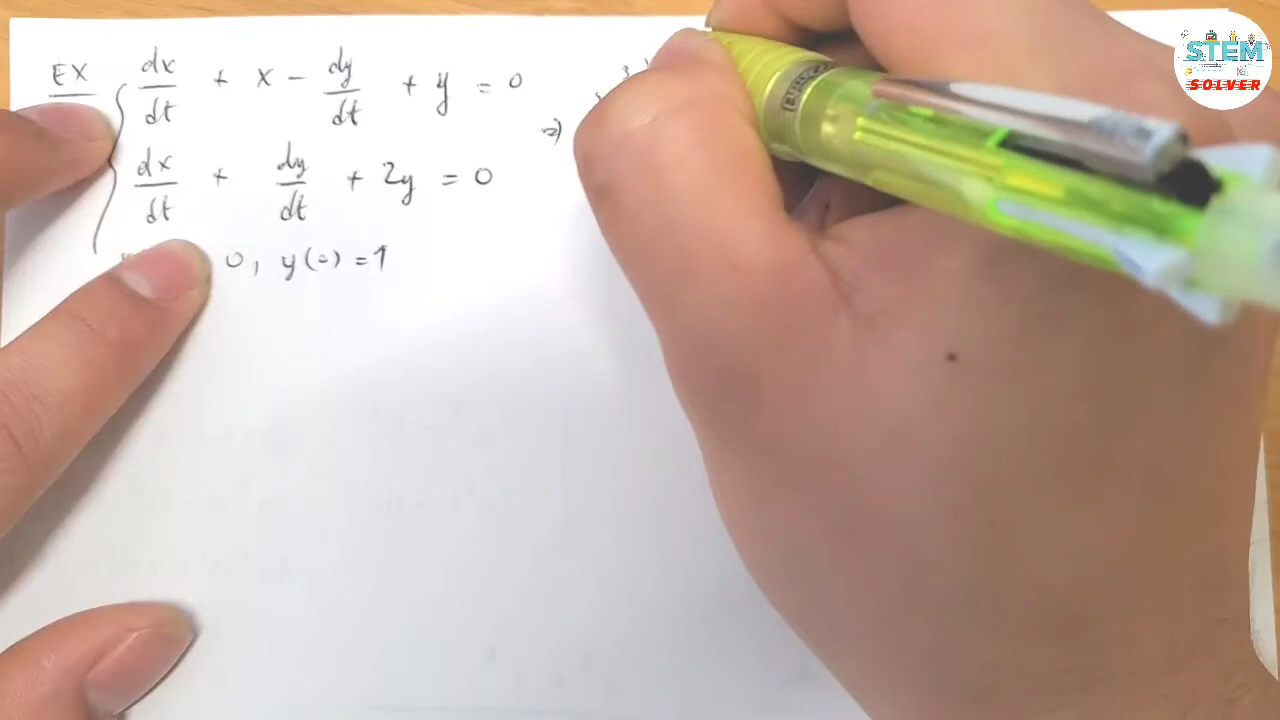 EX dx/dt + x - dy/dt + y = 0
dx/dt + dy/dt + 2y = 0
0, y(0) = 1
STEM
SOLVER